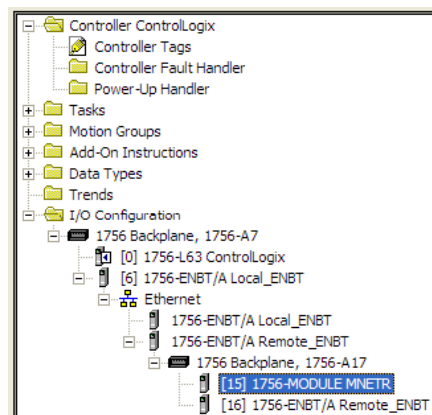 Controller ControlLogix
Controller Tags
Controller Fault Handler
Power-Up Handler
Tasks
Motion Groups
Add-On Instructions
Data Types
Trends
I/O Configuration
1756 Backplane, 1756-A7
[0] 1756-L63 ControlLogix
[6] 1756-ENBT/A Local_ENBT
Ethernet
1756-ENBT/A Local_ENBT
1756-ENBT/A Remote_ENBT
1756 Backplane, 1756-A17
[15] 1756-MODULE MNETR
[16] 1756-ENBT/A Remote_ENBT